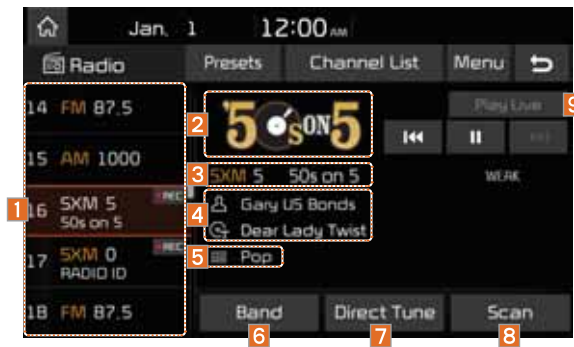 Jan. 1 12:00 AM
Radio Presets Channel List Menu
14 FM 87.5
15 AM 1000
16 SXM 5 REC
50s on 5
17 SXM 0 REC
RADIO ID
18 FM 87.5
1
2
'50'S ON 5
Play Live 9
WEAK
3 SXM 5 50s on 5
4 Gary US Bonds
Dear Lady Twist
5 Pop
Band Direct Tune Scan
6 7 8